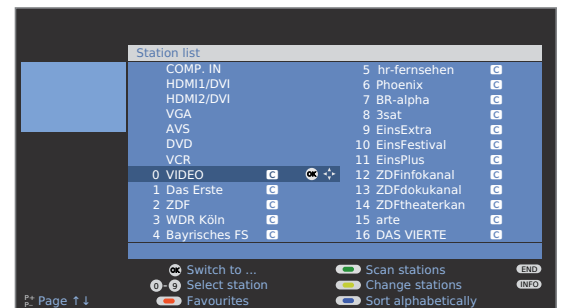 Station list
COMP. IN
HDMI1/DVI
HDMI2/DVI
VGA
AVS
DVD
VCR
0 VIDEO C OK
1 Das Erste C
2 ZDF C
3 WDR Köln C
4 Bayrisches FS C
5 hr-fernsehen C
6 Phoenix C
7 BR-alpha C
8 3sat C
9 EinsExtra C
10 EinsFestival C
11 EinsPlus C
12 ZDFinfokanal C
13 ZDFdokukanal C
14 ZDFtheaterkan C
15 arte C
16 DAS VIERTE C
OK Switch to ...
0-9 Select station
Favourites
Scan stations
Change stations
Sort alphabetically
END
INFO
P+
P–
Page ↑↓